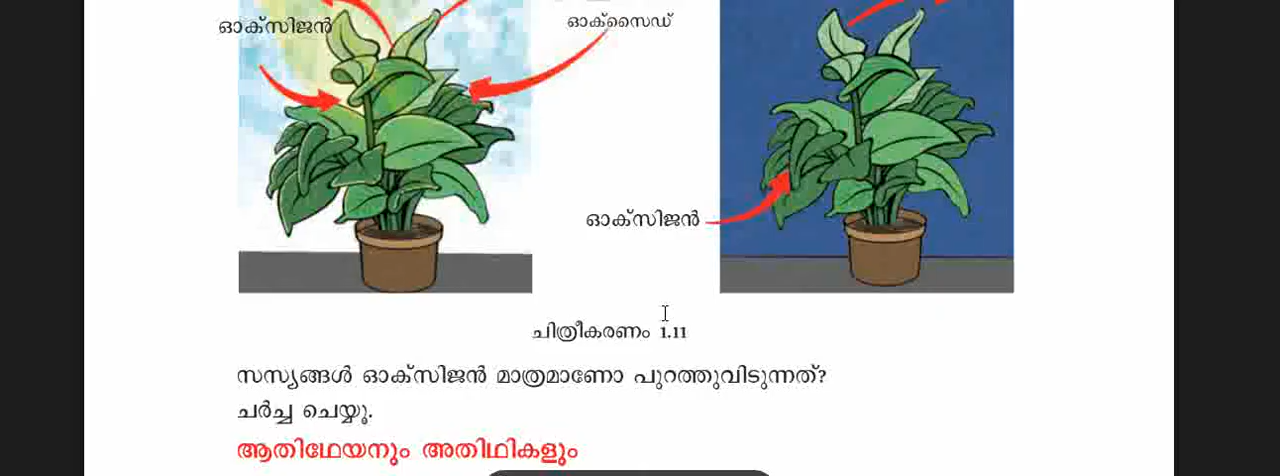 ഓക്സിജൻ
ഓക്സൈഡ്
ഓക്സിജൻ
ചിത്രീകരണം 1.11
സസ്യങ്ങൾ ഓക്സിജൻ മാത്രമാണോ പുറത്തുവിടുന്നത്?
ചർച്ച ചെയ്യൂ.
ആതിഥേയനും അതിഥികളും